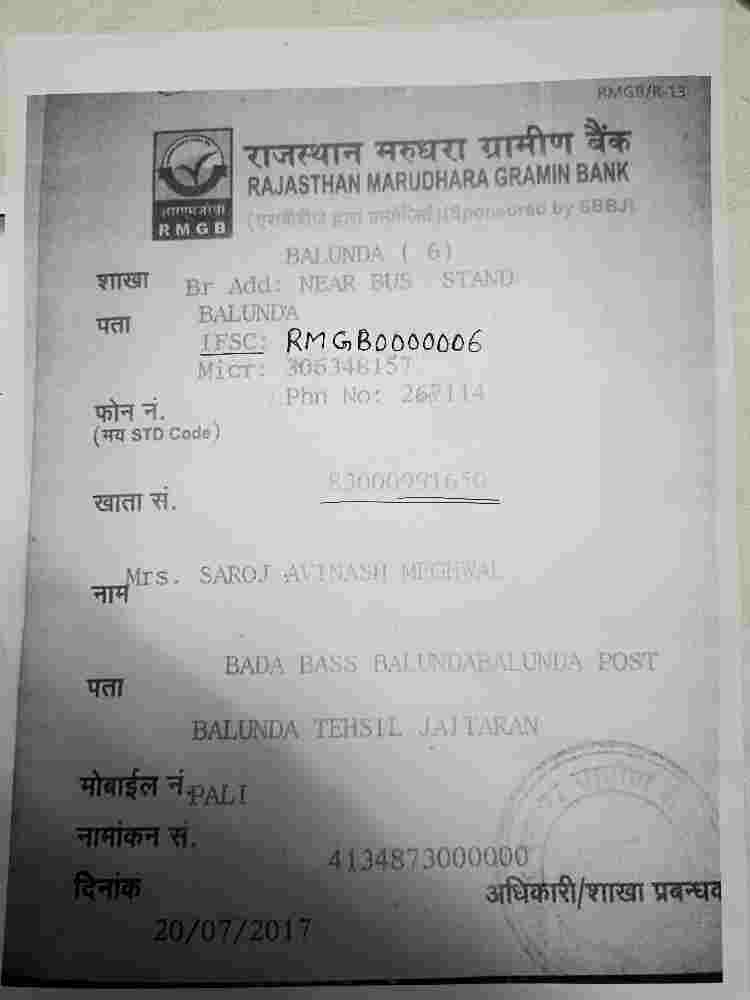 RMGB/R-13
राजस्थान मरुधरा ग्रामीण बैंक
RAJASTHAN MARUDHARA GRAMIN BANK
RMGB
(एसबीबीजे द्वारा प्रायोजित) (Sponsored by SBBJ)
BALUNDA ( 6)
शाखा Br Add: NEAR BUS STAND
पता BALUNDA
IFSC: RMGB0000006
Micr: 306348157
फोन नं. Phn No: 267114
(मय STD Code)
खाता सं. 83000991650
नाम Mrs. SAROJ AVINASH MEGHWAL
BADA BASS BALUNDABALUNDA POST
पता
BALUNDA TEHSIL JAITARAN
मोबाईल नं. PALI
नामांकन सं.
4134873000000
दिनांक अधिकारी/शाखा प्रबन्धक
20/07/2017